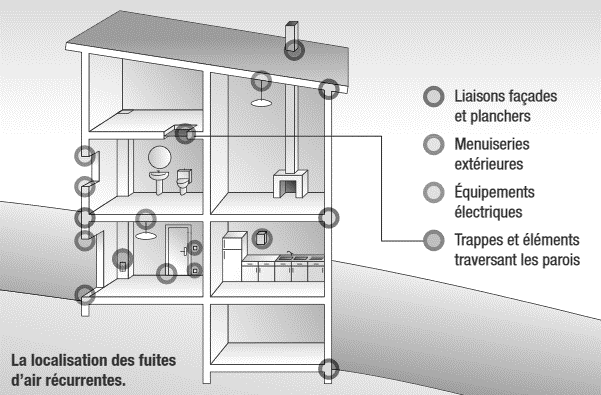 Liaisons façades
et planchers
Menuiseries
extérieures
Équipements
électriques
Trappes et éléments
traversant les parois
La localisation des fuites
d'air récurrentes.